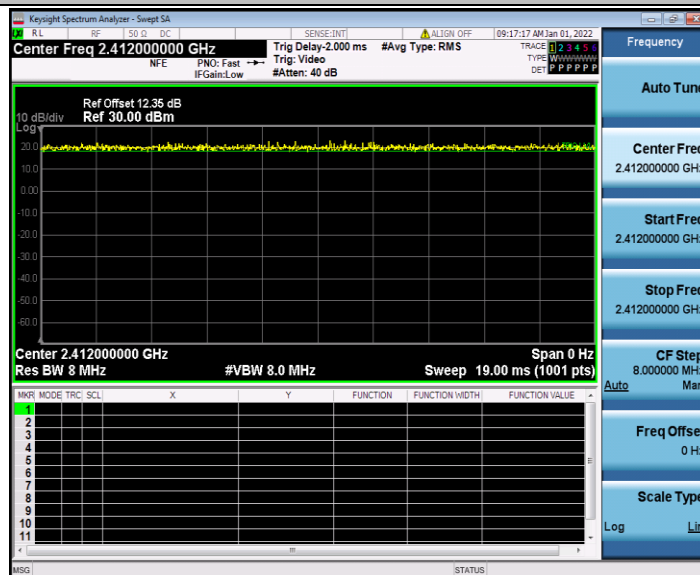 Keysight Spectrum Analyzer - Swept SA
RL RF 50 Ω DC SENSE:INT ALIGN OFF 09:17:17 AM Jan 01, 2022
Center Freq 2.412000000 GHz
NFE PNO: Fast IFGain:Low
Trig Delay-2.000 ms #Avg Type: RMS
Trig: Video
#Atten: 40 dB
TRACE 1 2 3 4 5 6
TYPE WWWWWW
DET P P P P P P
Frequency
Auto Tune
Center Freq
2.412000000 GHz
Start Freq
2.412000000 GHz
Stop Freq
2.412000000 GHz
CF Step
8.000000 MHz
Auto Man
Freq Offset
0 Hz
Scale Type
Log Lin
Ref Offset 12.35 dB
10 dB/div Ref 30.00 dBm
Log
20.0
10.0
0.00
-10.0
-20.0
-30.0
-40.0
-50.0
-60.0
Center 2.412000000 GHz Span 0 Hz
Res BW 8 MHz #VBW 8.0 MHz Sweep 19.00 ms (1001 pts)
MKR MODE TRC SCL X Y FUNCTION FUNCTION WIDTH FUNCTION VALUE
1
2
3
4
5
6
7
8
9
10
11
MSG STATUS